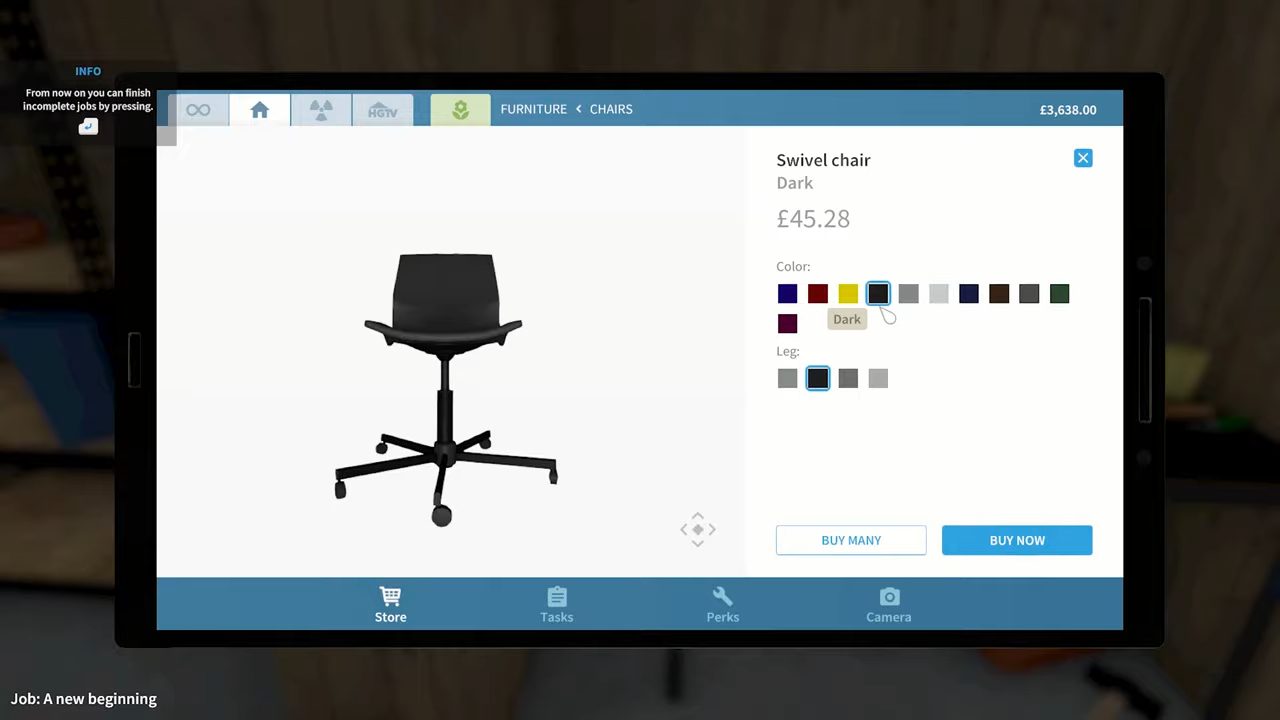 INFO
From now on you can finish
incomplete jobs by pressing.
HGTV
FURNITURE < CHAIRS
£3,638.00
Swivel chair
Dark
£45.28
Color:
Dark
Leg:
BUY MANY
BUY NOW
Store
Tasks
Perks
Camera
Job: A new beginning